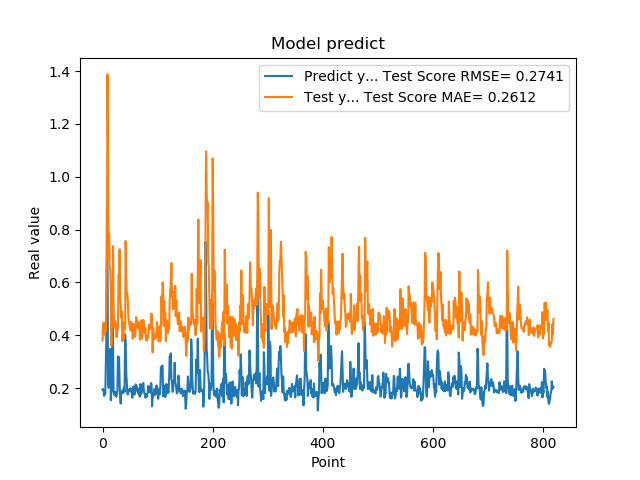 Model predict
Predict y... Test Score RMSE= 0.2741
Test y... Test Score MAE= 0.2612
Real value
1.4
1.2
1.0
0.8
0.6
0.4
0.2
0
200
400
600
800
Point